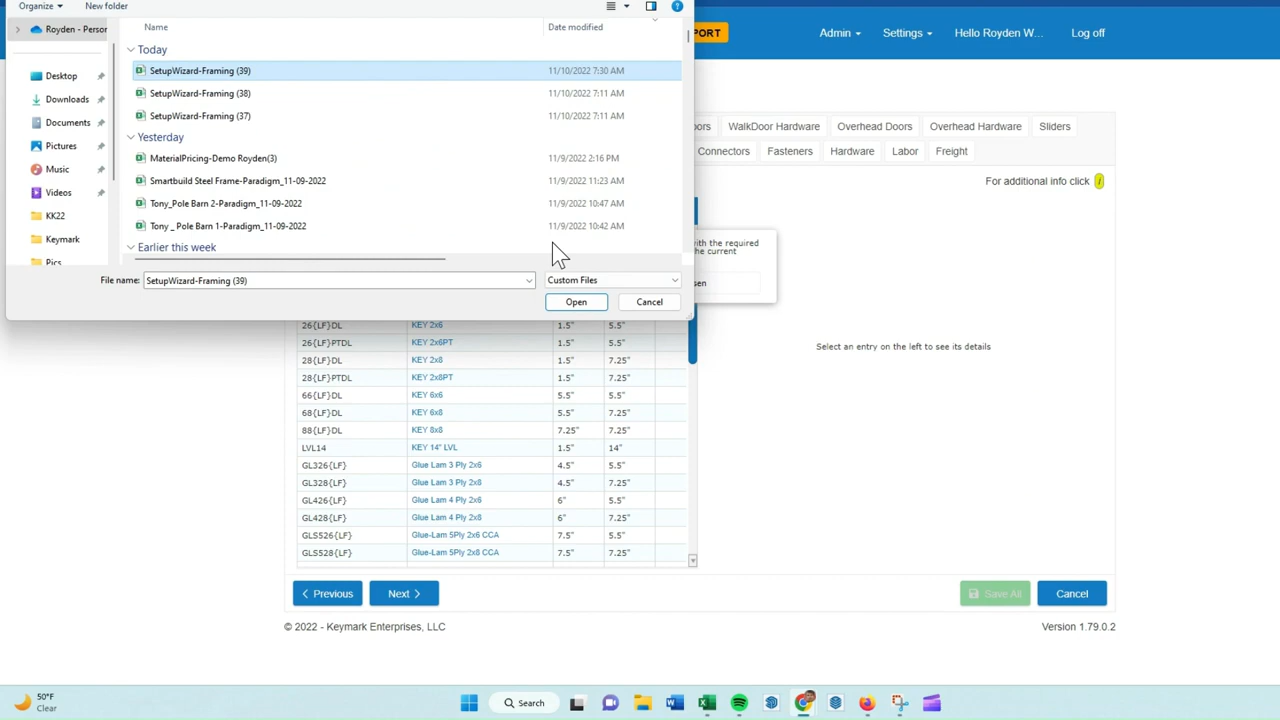 Organize
New folder
?
PORT
Admin
Settings
Hello Royden W...
Log off
Royden - Persor
Name
Date modified
Today
SetupWizard-Framing (39)
11/10/2022 7:30 AM
SetupWizard-Framing (38)
11/10/2022 7:11 AM
SetupWizard-Framing (37)
11/10/2022 7:11 AM
Yesterday
MaterialPricing-Demo Royden(3)
11/9/2022 2:16 PM
Smartbuild Steel Frame-Paradigm_11-09-2022
11/9/2022 11:23 AM
Tony_Pole Barn 2-Paradigm_11-09-2022
11/9/2022 10:47 AM
Tony _ Pole Barn 1-Paradigm_11-09-2022
11/9/2022 10:42 AM
Earlier this week
Desktop
Downloads
Documents
Pictures
Music
Videos
KK22
Keymark
Pics
File name:
SetupWizard-Framing (39)
Custom Files
Open
Cancel
oors
WalkDoor Hardware
Overhead Doors
Overhead Hardware
Sliders
Connectors
Fasteners
Hardware
Labor
Freight
For additional info click
i
with the required
he current
sen
Select an entry on the left to see its details
26{LF}DL KEY 2x6 1.5" 5.5"
26{LF}PTDL KEY 2x6PT 1.5" 5.5"
28{LF}DL KEY 2x8 1.5" 7.25"
28{LF}PTDL KEY 2x8PT 1.5" 7.25"
66{LF}DL KEY 6x6 5.5" 5.5"
68{LF}DL KEY 6x8 5.5" 7.25"
88{LF}DL KEY 8x8 7.25" 7.25"
LVL14 KEY 14" LVL 1.5" 14"
GL326{LF} Glue Lam 3 Ply 2x6 4.5" 5.5"
GL328{LF} Glue Lam 3 Ply 2x8 4.5" 7.25"
GL426{LF} Glue Lam 4 Ply 2x6 6" 5.5"
GL428{LF} Glue Lam 4 Ply 2x8 6" 7.25"
GLS526{LF} Glue-Lam 5Ply 2x6 CCA 7.5" 5.5"
GLS528{LF} Glue-Lam 5Ply 2x8 CCA 7.5" 7.25"
Previous
Next
Save All
Cancel
© 2022 - Keymark Enterprises, LLC
Version 1.79.0.2
50°F
Clear
Search